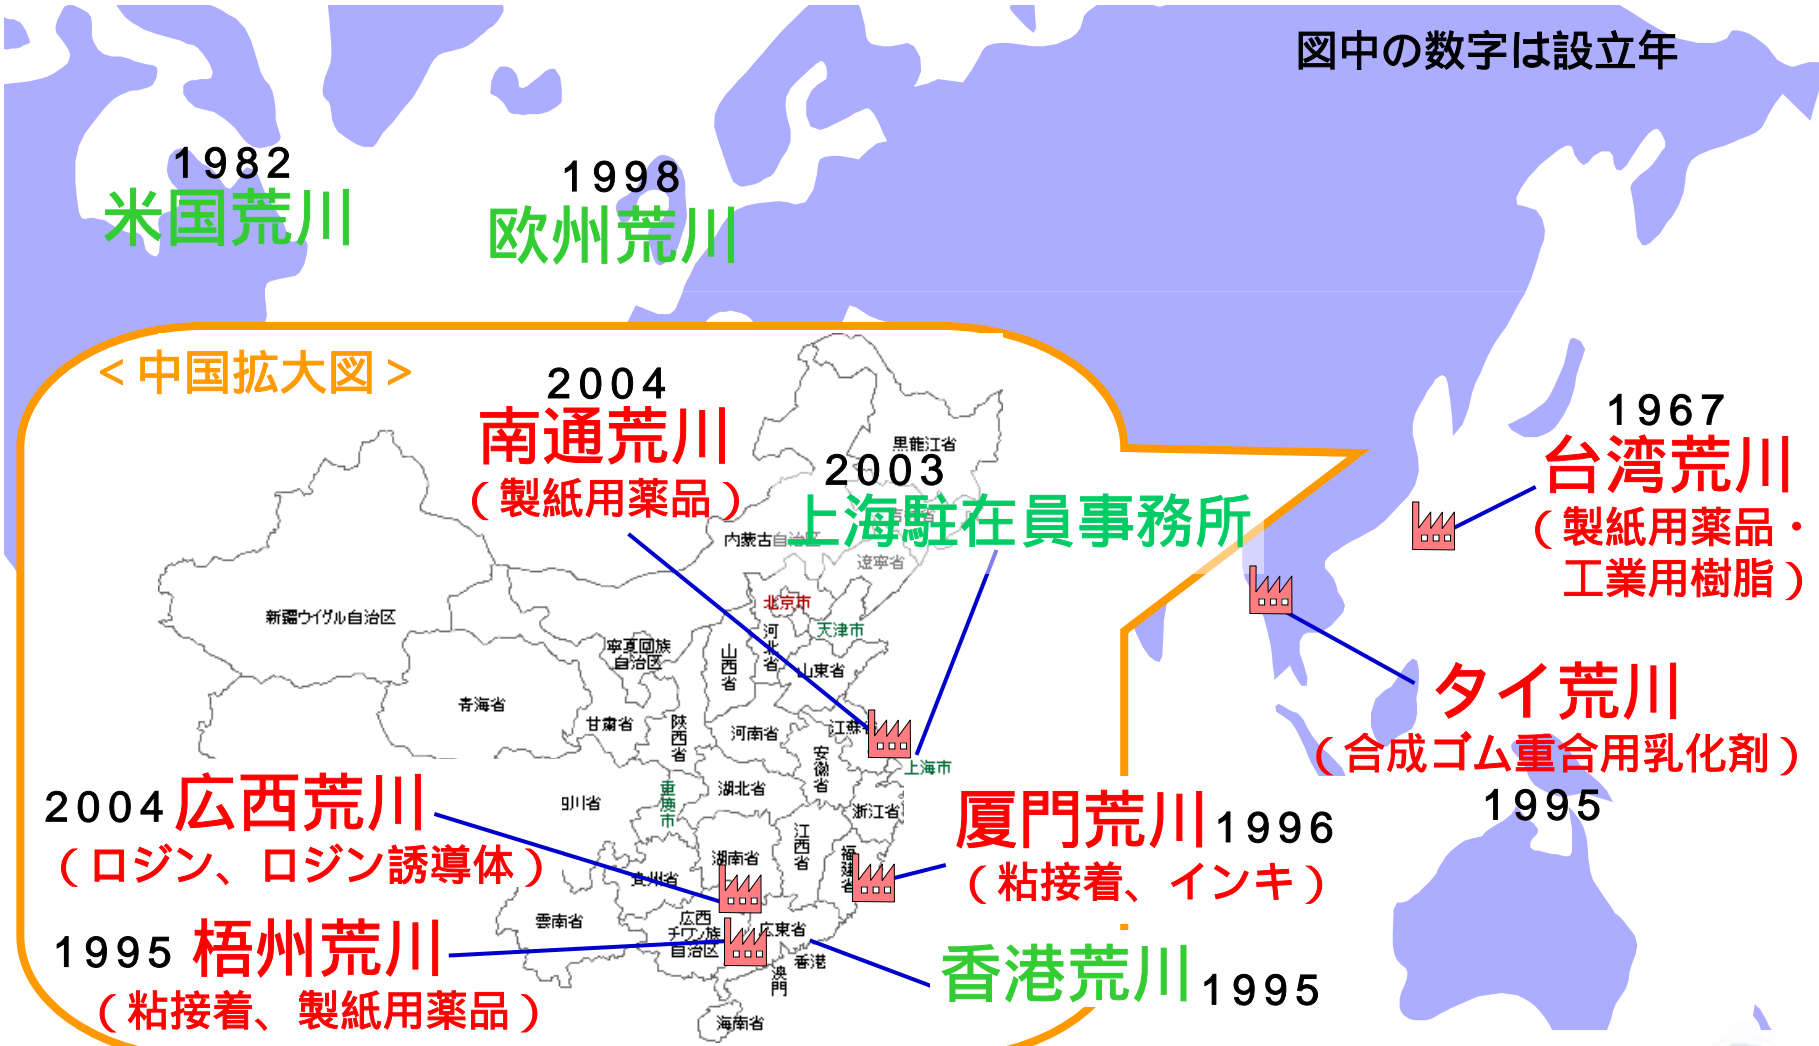 図中の数字は設立年
1982
米国荒川
1998
欧州荒川
＜中国拡大図＞
2004
南通荒川
（製紙用薬品）
2003
上海駐在員事務所
1967
台湾荒川
（製紙用薬品・
工業用樹脂）
タイ荒川
（合成ゴム重合用乳化剤）
1995
2004 広西荒川
（ロジン、ロジン誘導体）
1995 梧州荒川
（粘接着、製紙用薬品）
厦門荒川 1996
（粘接着、インキ）
香港荒川 1995
黒龍江省
内蒙古自治区
遼寧省
北京市
天津市
新疆ウイグル自治区
寧夏回族
自治区
河北省
山西省
山東省
青海省
甘粛省
陝西省
河南省
江蘇
安徽省
上海市
重慶市
湖北省
川省
浙江省
江西省
湖南省
福建省
州省
雲南省
広西
チワン族
自治区
広東省
香港
澳門
海南省